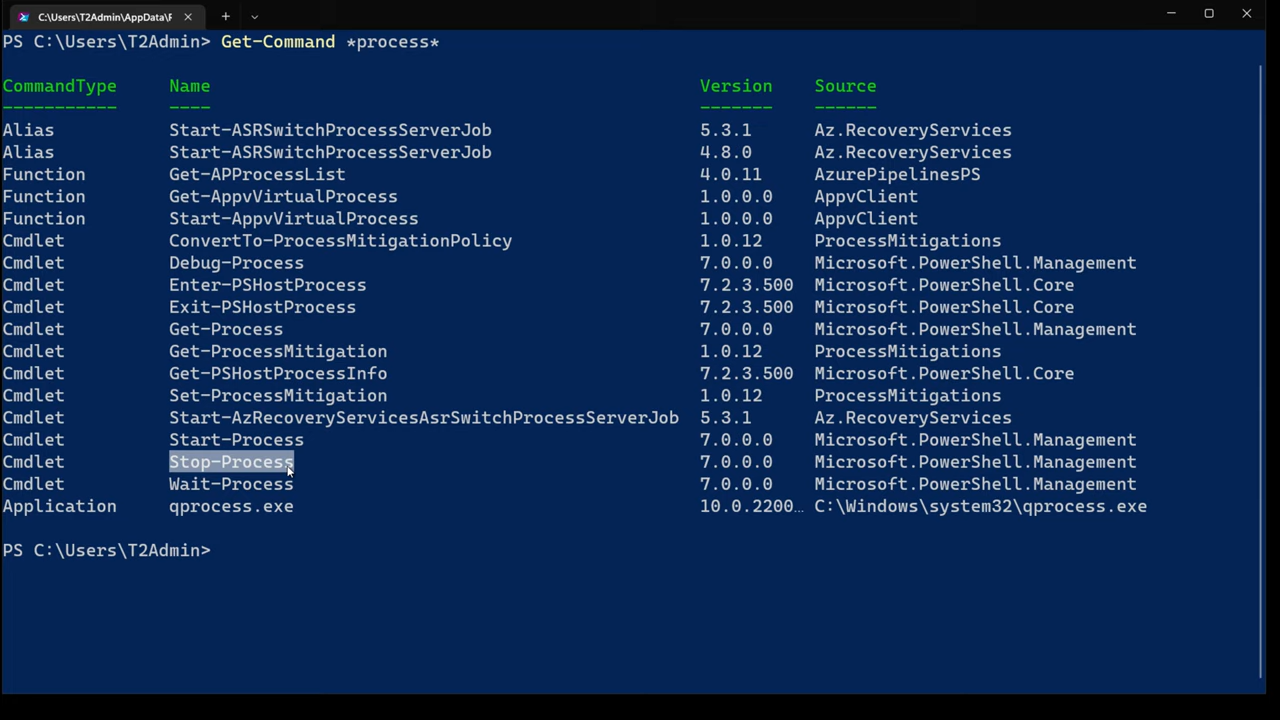 C:\Users\T2Admin\AppData\F
PS C:\Users\T2Admin> Get-Command *process*
CommandType Name Version Source
----------- ---- ------- ------
Alias Start-ASRSwitchProcessServerJob 5.3.1 Az.RecoveryServices
Alias Start-ASRSwitchProcessServerJob 4.8.0 Az.RecoveryServices
Function Get-APProcessList 4.0.11 AzurePipelinesPS
Function Get-AppvVirtualProcess 1.0.0.0 AppvClient
Function Start-AppvVirtualProcess 1.0.0.0 AppvClient
Cmdlet ConvertTo-ProcessMitigationPolicy 1.0.12 ProcessMitigations
Cmdlet Debug-Process 7.0.0.0 Microsoft.PowerShell.Management
Cmdlet Enter-PSHostProcess 7.2.3.500 Microsoft.PowerShell.Core
Cmdlet Exit-PSHostProcess 7.2.3.500 Microsoft.PowerShell.Core
Cmdlet Get-Process 7.0.0.0 Microsoft.PowerShell.Management
Cmdlet Get-ProcessMitigation 1.0.12 ProcessMitigations
Cmdlet Get-PSHostProcessInfo 7.2.3.500 Microsoft.PowerShell.Core
Cmdlet Set-ProcessMitigation 1.0.12 ProcessMitigations
Cmdlet Start-AzRecoveryServicesAsrSwitchProcessServerJob 5.3.1 Az.RecoveryServices
Cmdlet Start-Process 7.0.0.0 Microsoft.PowerShell.Management
Cmdlet Stop-Process 7.0.0.0 Microsoft.PowerShell.Management
Cmdlet Wait-Process 7.0.0.0 Microsoft.PowerShell.Management
Application qprocess.exe 10.0.2200… C:\Windows\system32\qprocess.exe
PS C:\Users\T2Admin>